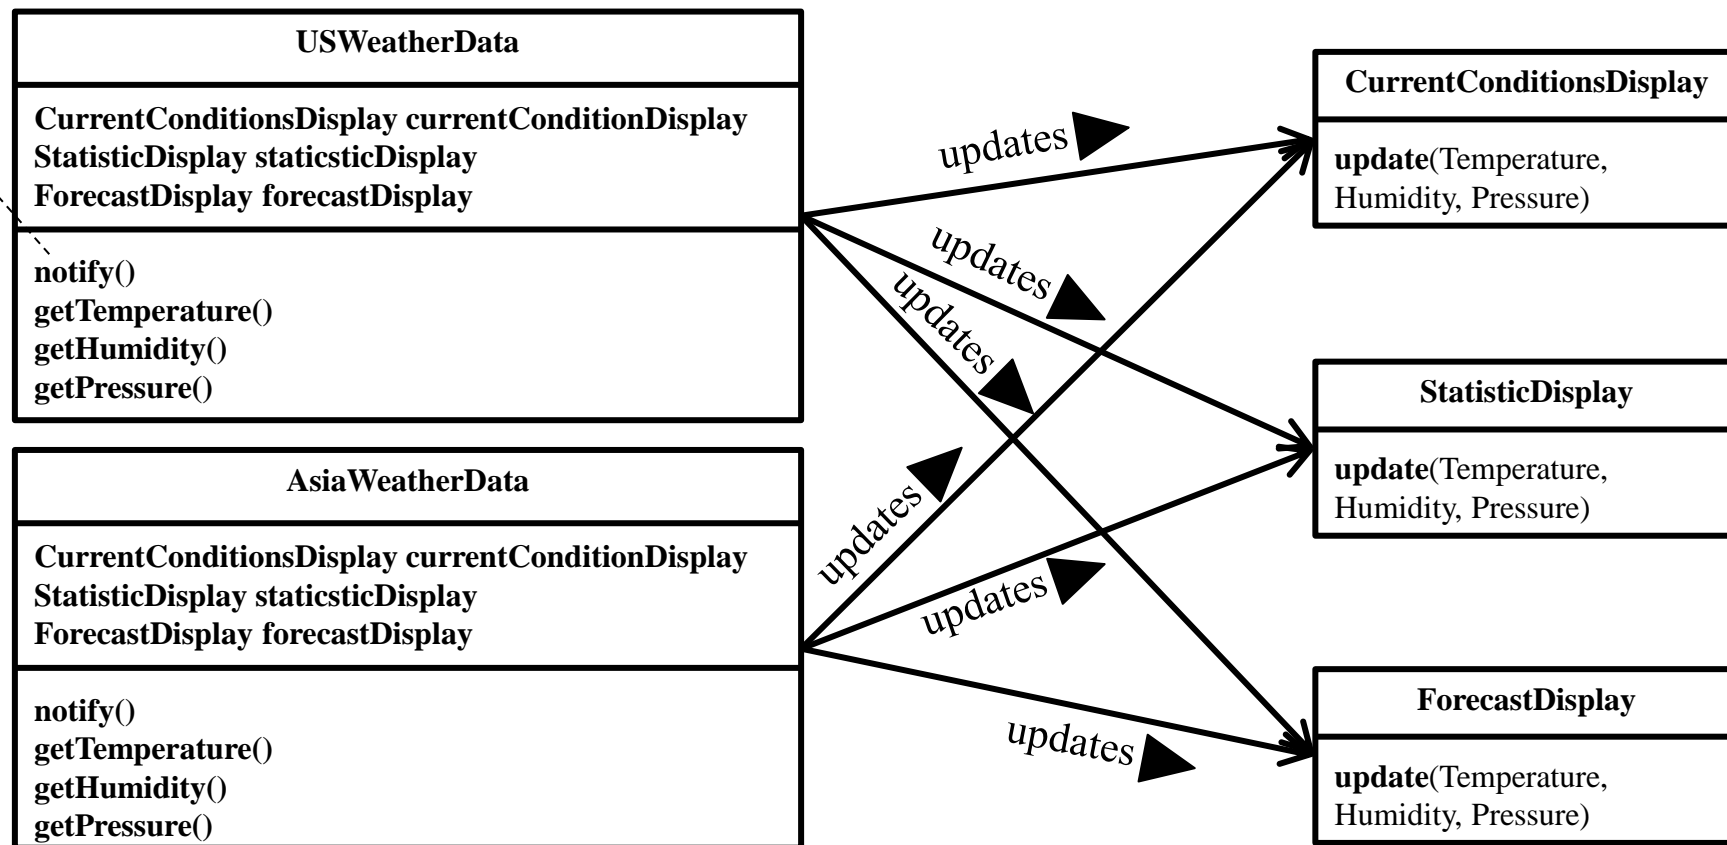 USWeatherData
CurrentConditionsDisplay currentConditionDisplay
StatisticDisplay staticsticDisplay
ForecastDisplay forecastDisplay
notify()
getTemperature()
getHumidity()
getPressure()
AsiaWeatherData
CurrentConditionsDisplay currentConditionDisplay
StatisticDisplay staticsticDisplay
ForecastDisplay forecastDisplay
notify()
getTemperature()
getHumidity()
getPressure()
updates
updates
updates
updates
updates
updates
CurrentConditionsDisplay
update(Temperature,
Humidity, Pressure)
StatisticDisplay
update(Temperature,
Humidity, Pressure)
ForecastDisplay
update(Temperature,
Humidity, Pressure)